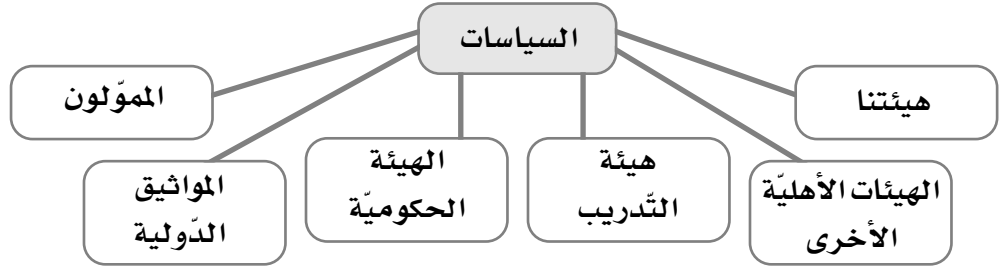 السياسات
هيئتنا
المموّلون
الهيئات الأهليّة
الأخرى
هيئة
التّدريب
الهيئة
الحكوميّة
المواثيق
الدّولية